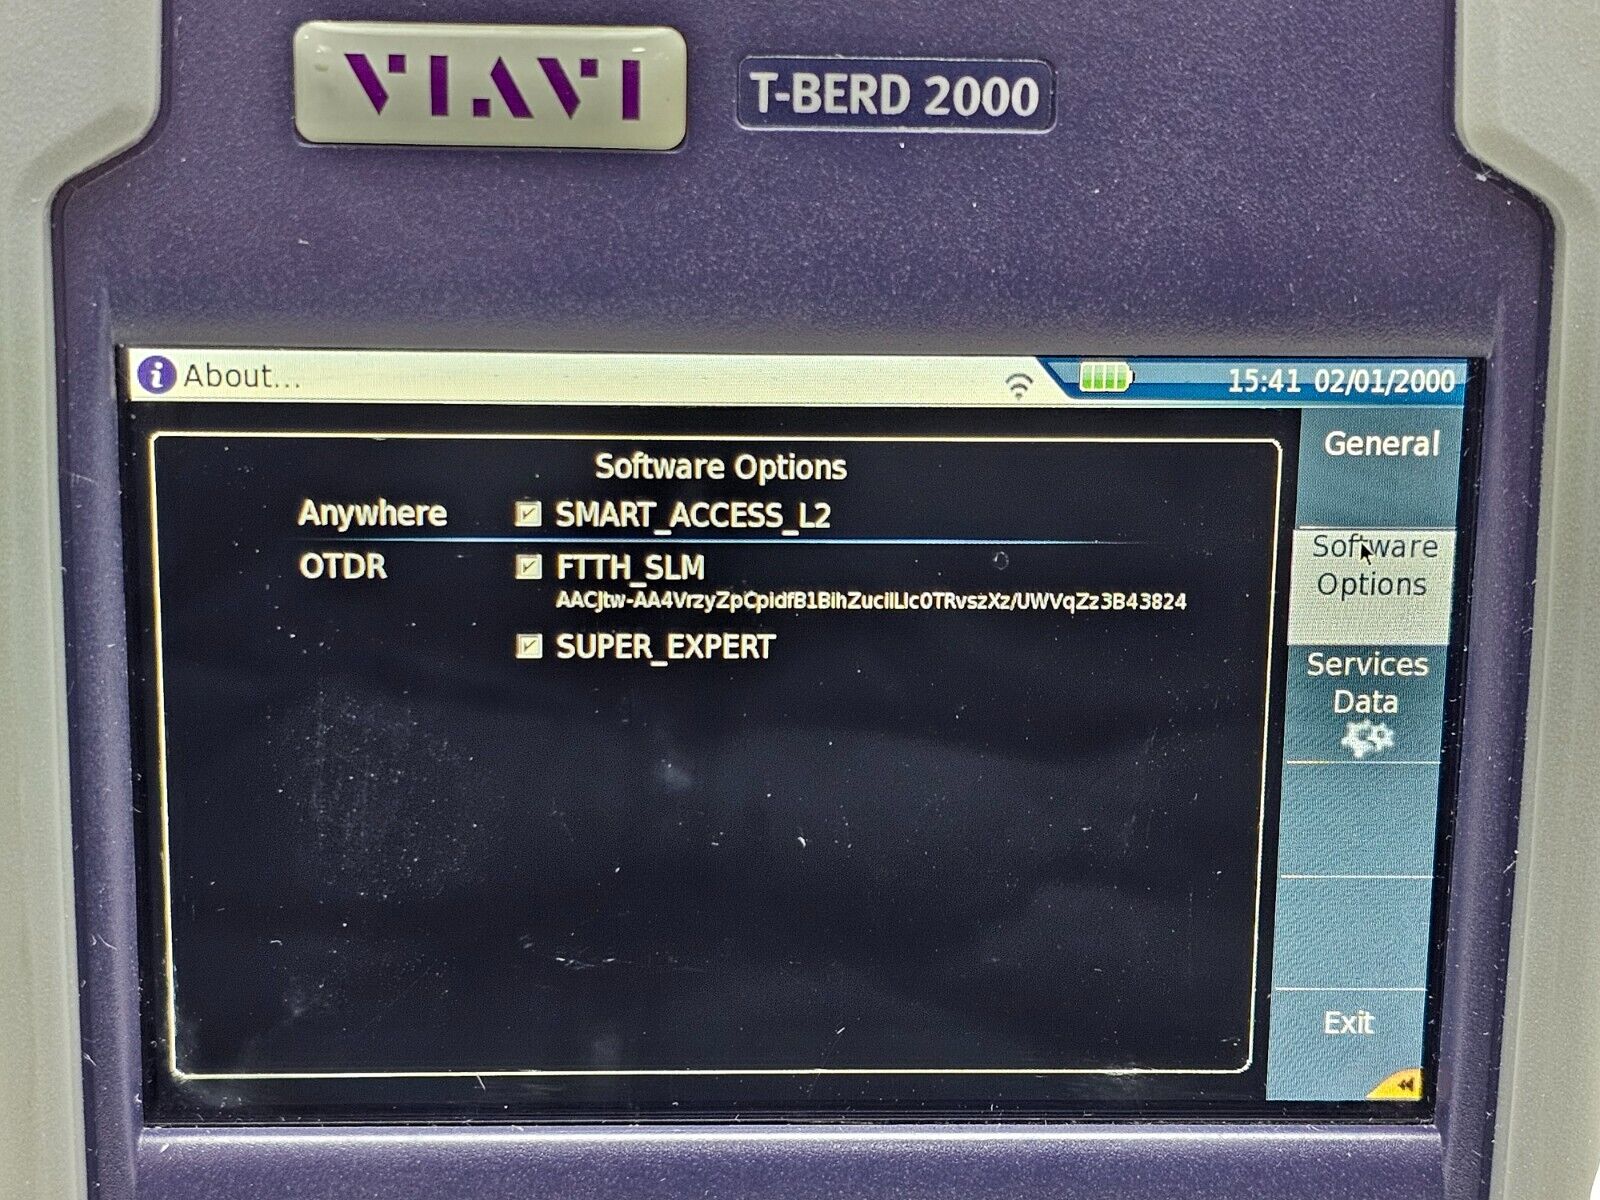 VIAVI
T-BERD 2000
About...
15:41 02/01/2000
Software Options
Anywhere SMART_ACCESS_L2
OTDR FTTH_SLM
AACJtw-AA4VrzyZpCpidfB1BihZuciILIc0TRvszXz/UWVqZz3B43824
SUPER_EXPERT
General
Software
Options
Services
Data
Exit